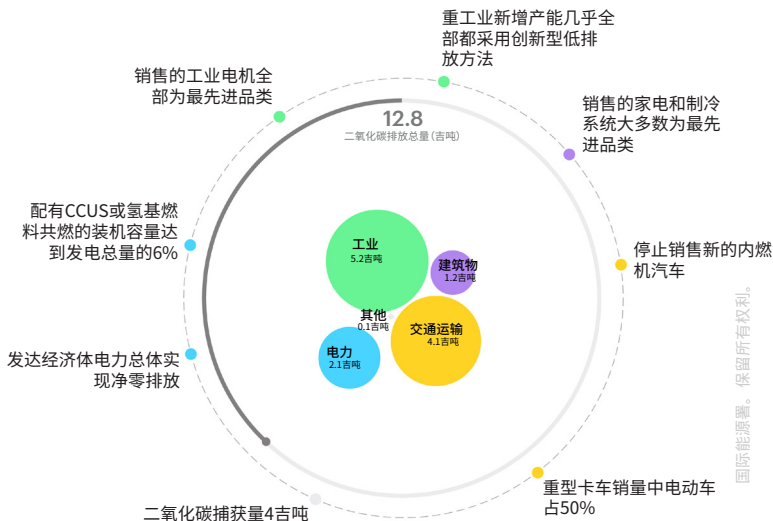 重工业新增产能几乎全
部都采用创新型低排
放方法
销售的工业电机全
部为最先进品类
销售的家电和制冷
系统大多数为最先
进品类
12.8
二氧化碳排放总量(吉吨)
配有CCUS或氢基燃
料共燃的装机容量达
到发电总量的6%
工业
5.2吉吨
建筑物
1.2吉吨
停止销售新的内燃
机汽车
其他
0.1吉吨
交通运输
4.1吉吨
电力
2.1吉吨
发达经济体电力总体实
现净零排放
重型卡车销量中电动车
占50%
二氧化碳捕获量4吉吨
国际能源署。保留所有权利。